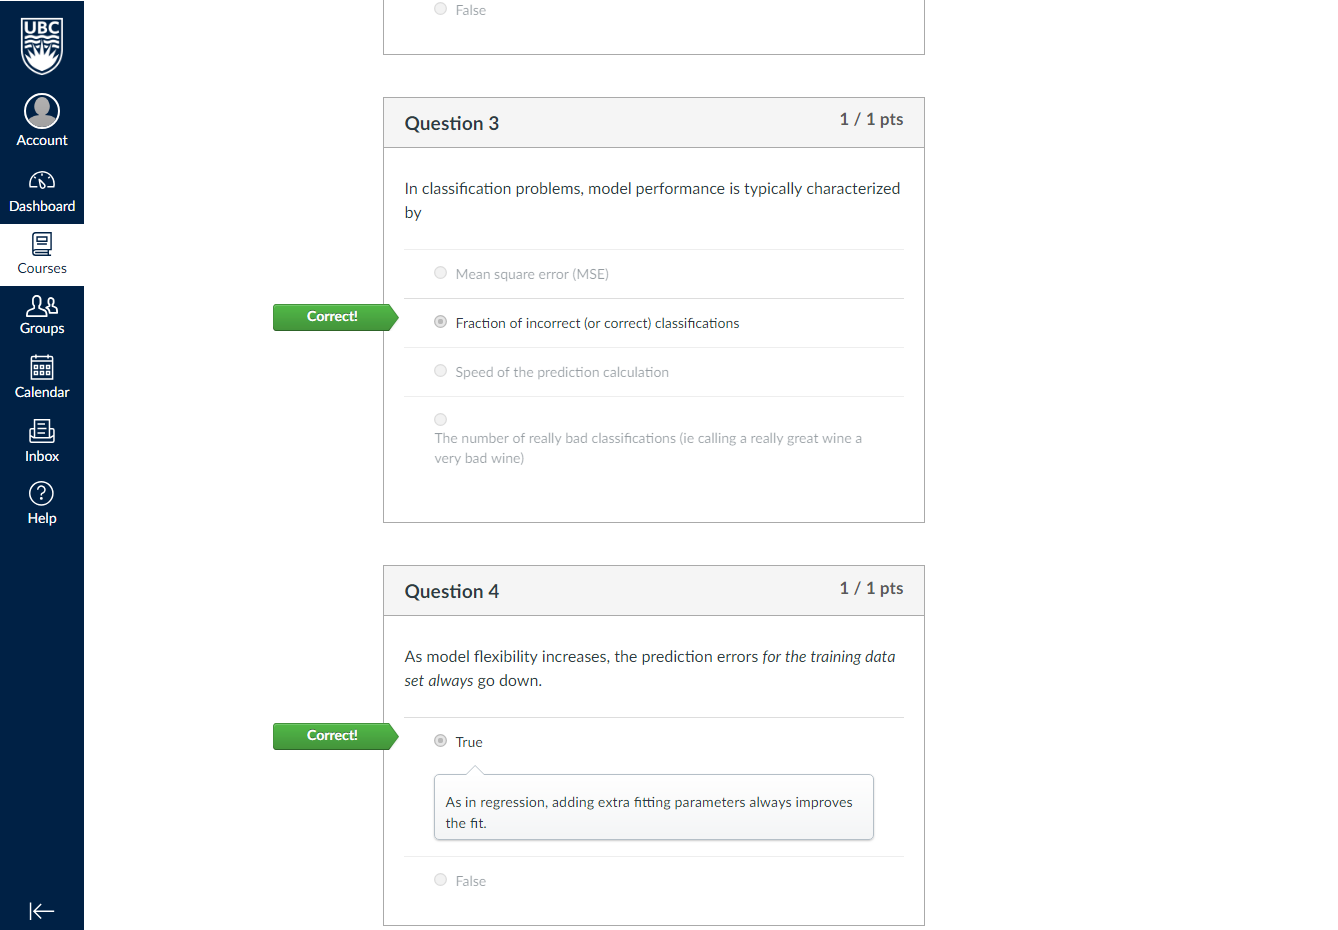 UBC
Account
Dashboard
Courses
Groups
Calendar
Inbox
Help
False
Question 3
1 / 1 pts
In classification problems, model performance is typically characterized
by
Mean square error (MSE)
Correct!
Fraction of incorrect (or correct) classifications
Speed of the prediction calculation
The number of really bad classifications (ie calling a really great wine a
very bad wine)
Question 4
1 / 1 pts
As model flexibility increases, the prediction errors for the training data
set always go down.
Correct!
True
As in regression, adding extra fitting parameters always improves
the fit.
False